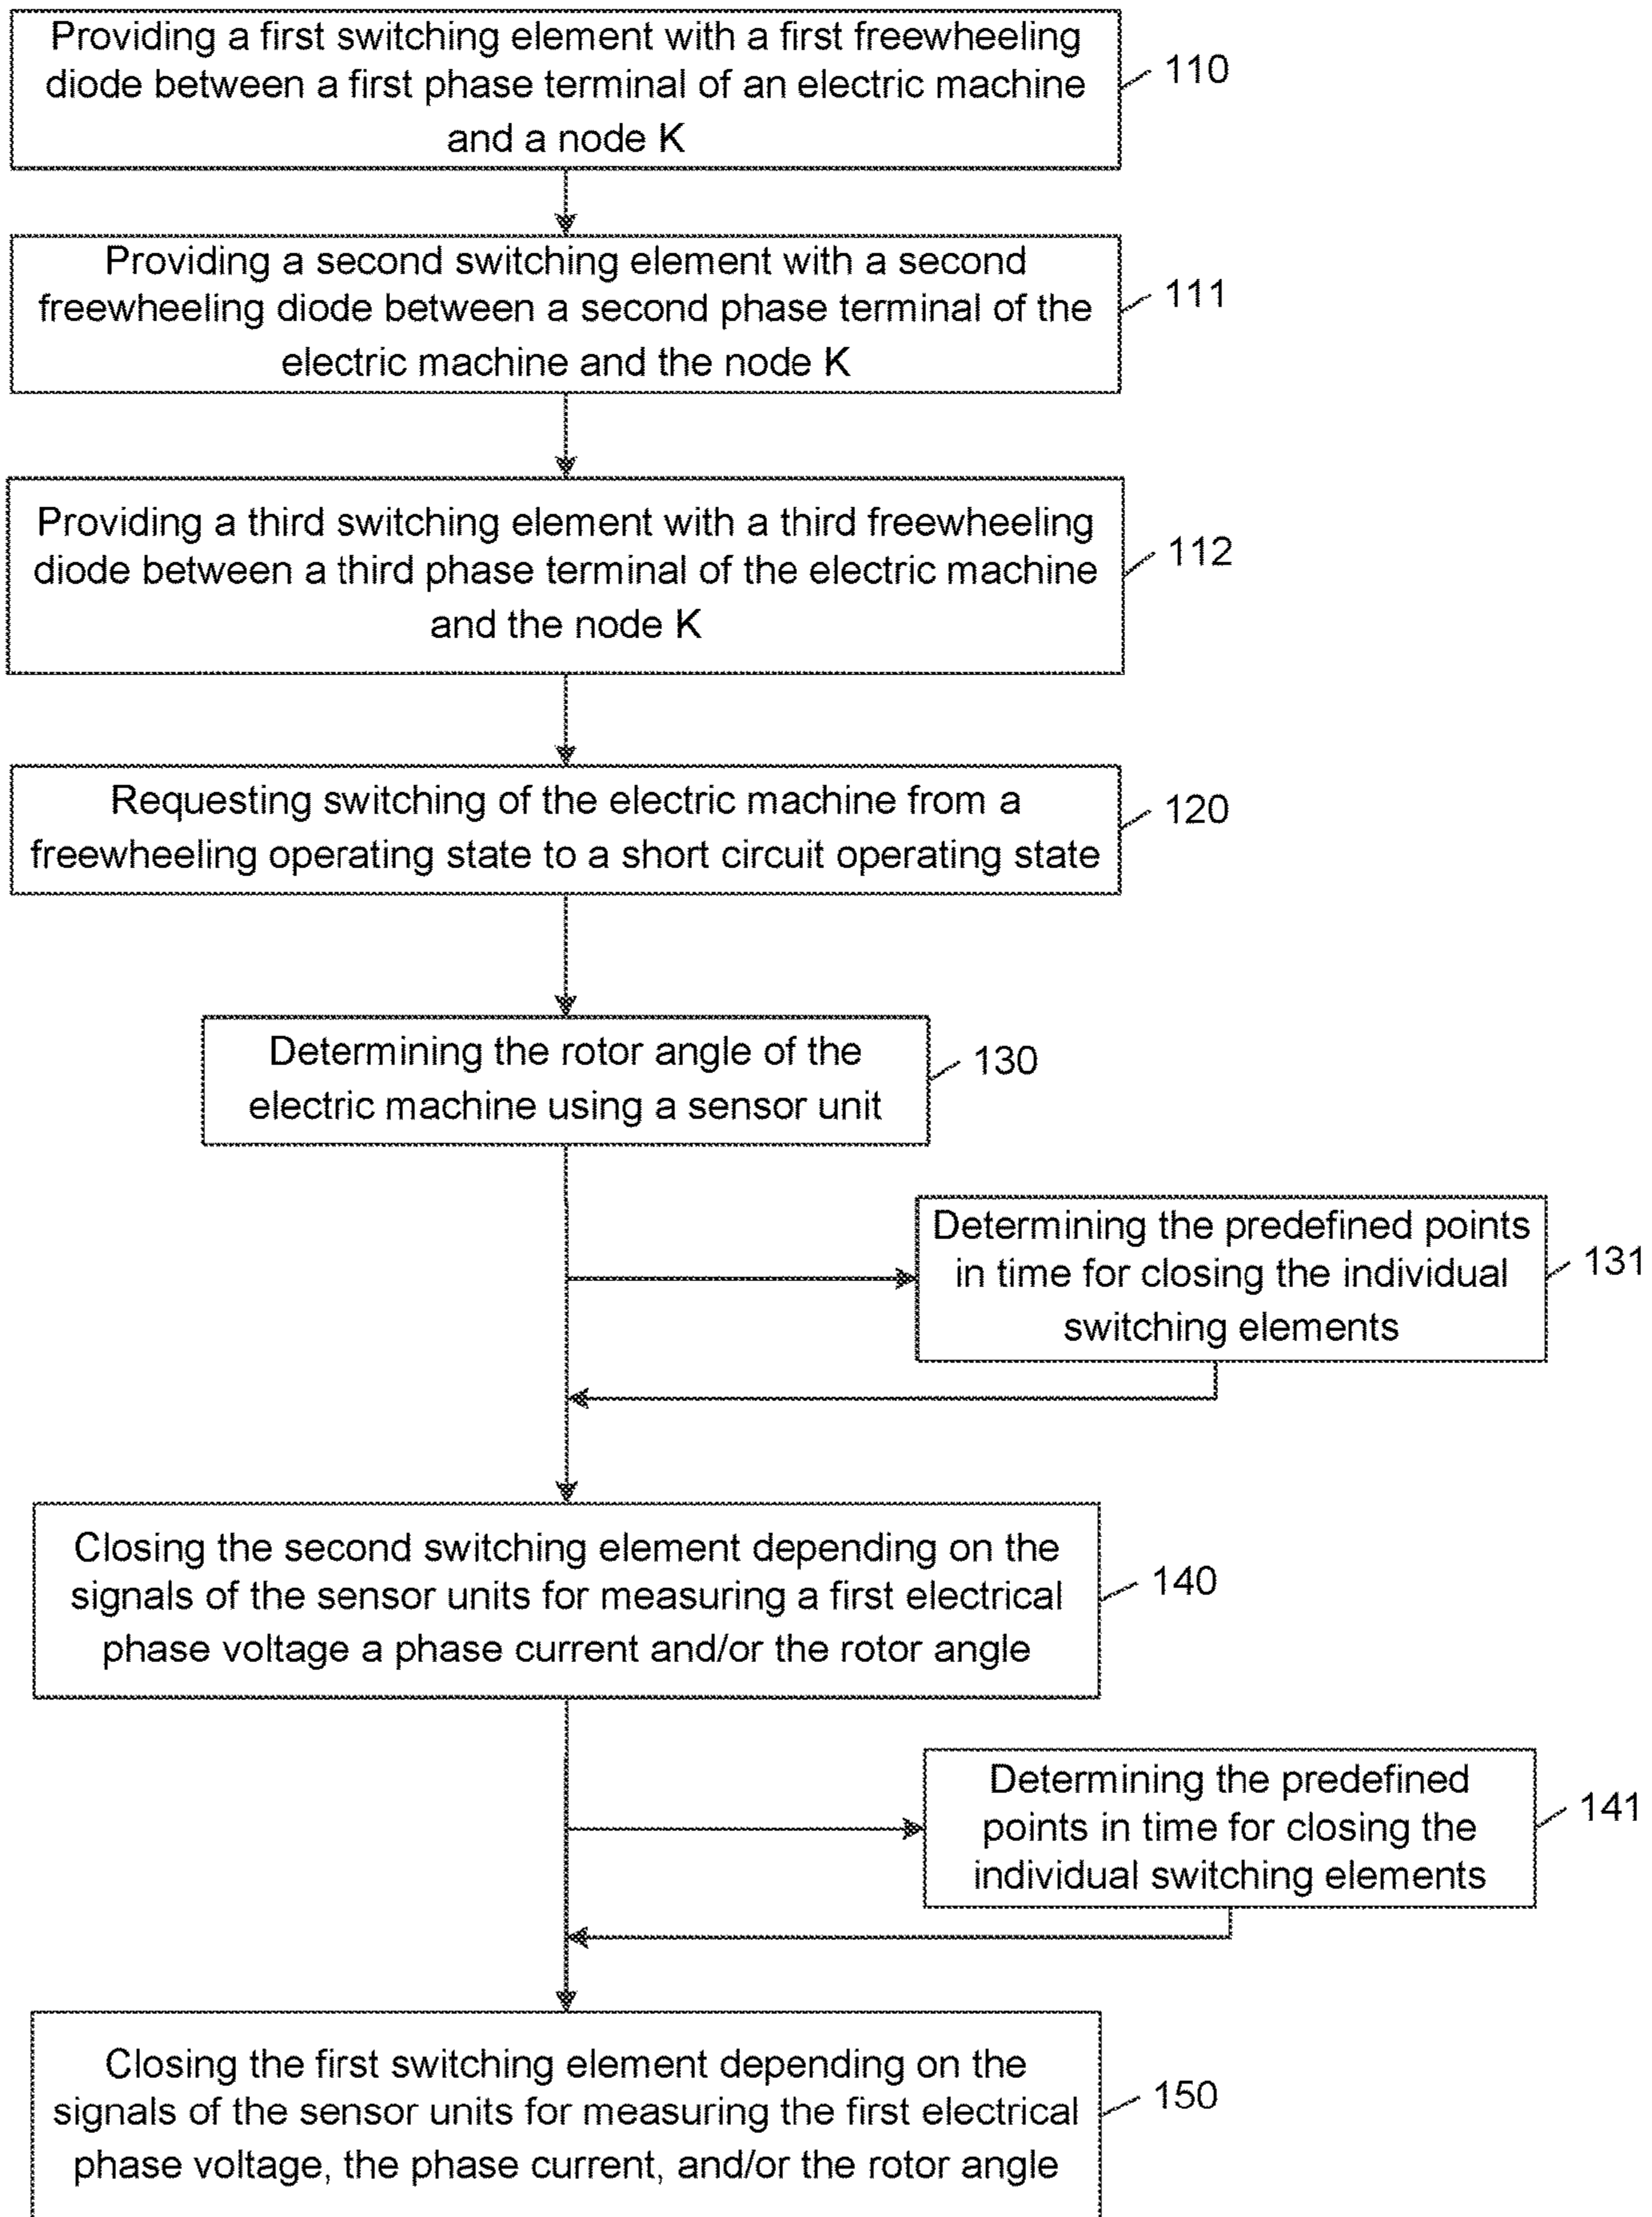 Providing a first switching element with a first freewheeling
diode between a first phase terminal of an electric machine
and a node K
110
Providing a second switching element with a second
freewheeling diode between a second phase terminal of the
electric machine and the node K
111
Providing a third switching element with a third freewheeling
diode between a third phase terminal of the electric machine
and the node K
112
Requesting switching of the electric machine from a
freewheeling operating state to a short circuit operating state
120
Determining the rotor angle of the
electric machine using a sensor unit
130
Determining the predefined points
in time for closing the individual
switching elements
131
Closing the second switching element depending on the
signals of the sensor units for measuring a first electrical
phase voltage a phase current and/or the rotor angle
140
Determining the predefined
points in time for closing the
individual switching elements
141
Closing the first switching element depending on the
signals of the sensor units for measuring the first electrical
phase voltage, the phase current, and/or the rotor angle
150